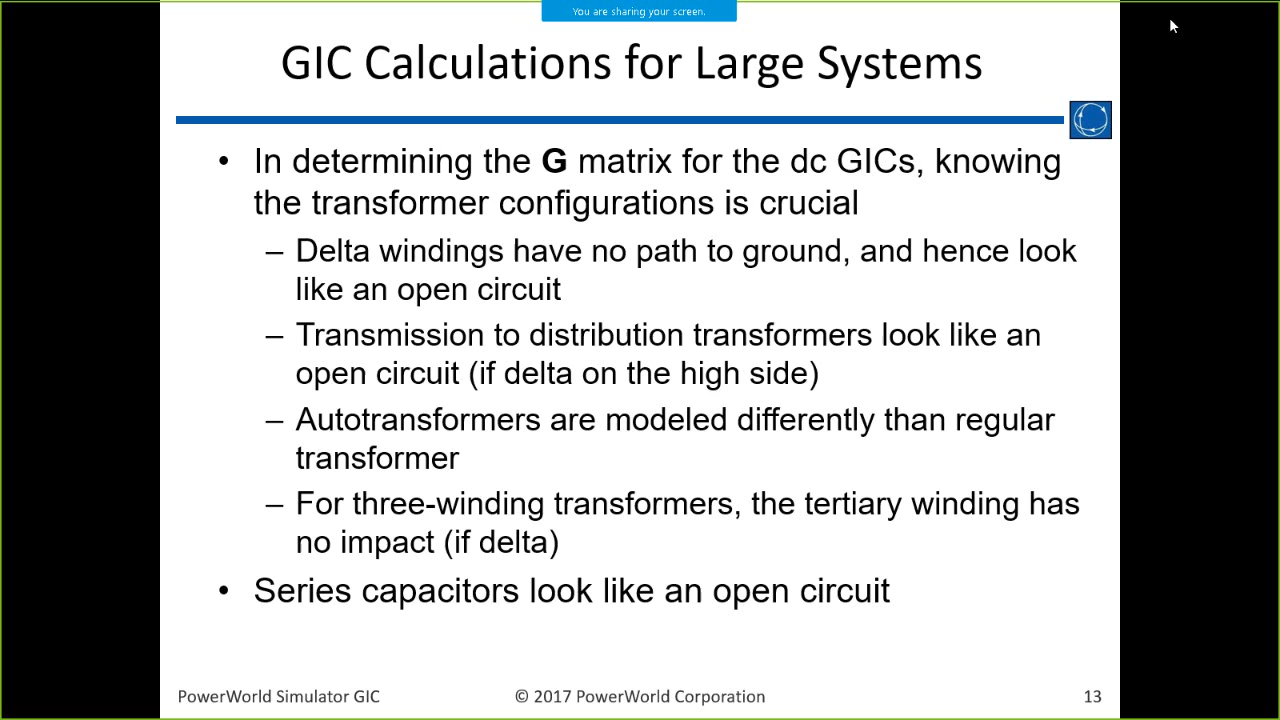 You are sharing your screen.
GIC Calculations for Large Systems
• In determining the G matrix for the dc GICs, knowing
the transformer configurations is crucial
– Delta windings have no path to ground, and hence look
like an open circuit
– Transmission to distribution transformers look like an
open circuit (if delta on the high side)
– Autotransformers are modeled differently than regular
transformer
– For three-winding transformers, the tertiary winding has
no impact (if delta)
• Series capacitors look like an open circuit
PowerWorld Simulator GIC © 2017 PowerWorld Corporation 13